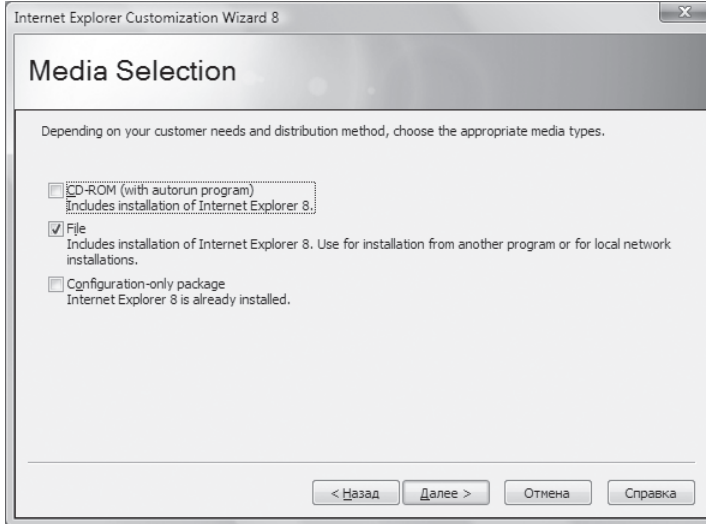 Internet Explorer Customization Wizard 8
Media Selection
Depending on your customer needs and distribution method, choose the appropriate media types.
CD-ROM (with autorun program)
Includes installation of Internet Explorer 8.
File
Includes installation of Internet Explorer 8. Use for installation from another program or for local network
installations.
Configuration-only package
Internet Explorer 8 is already installed.
< Назад Далее > Отмена Справка